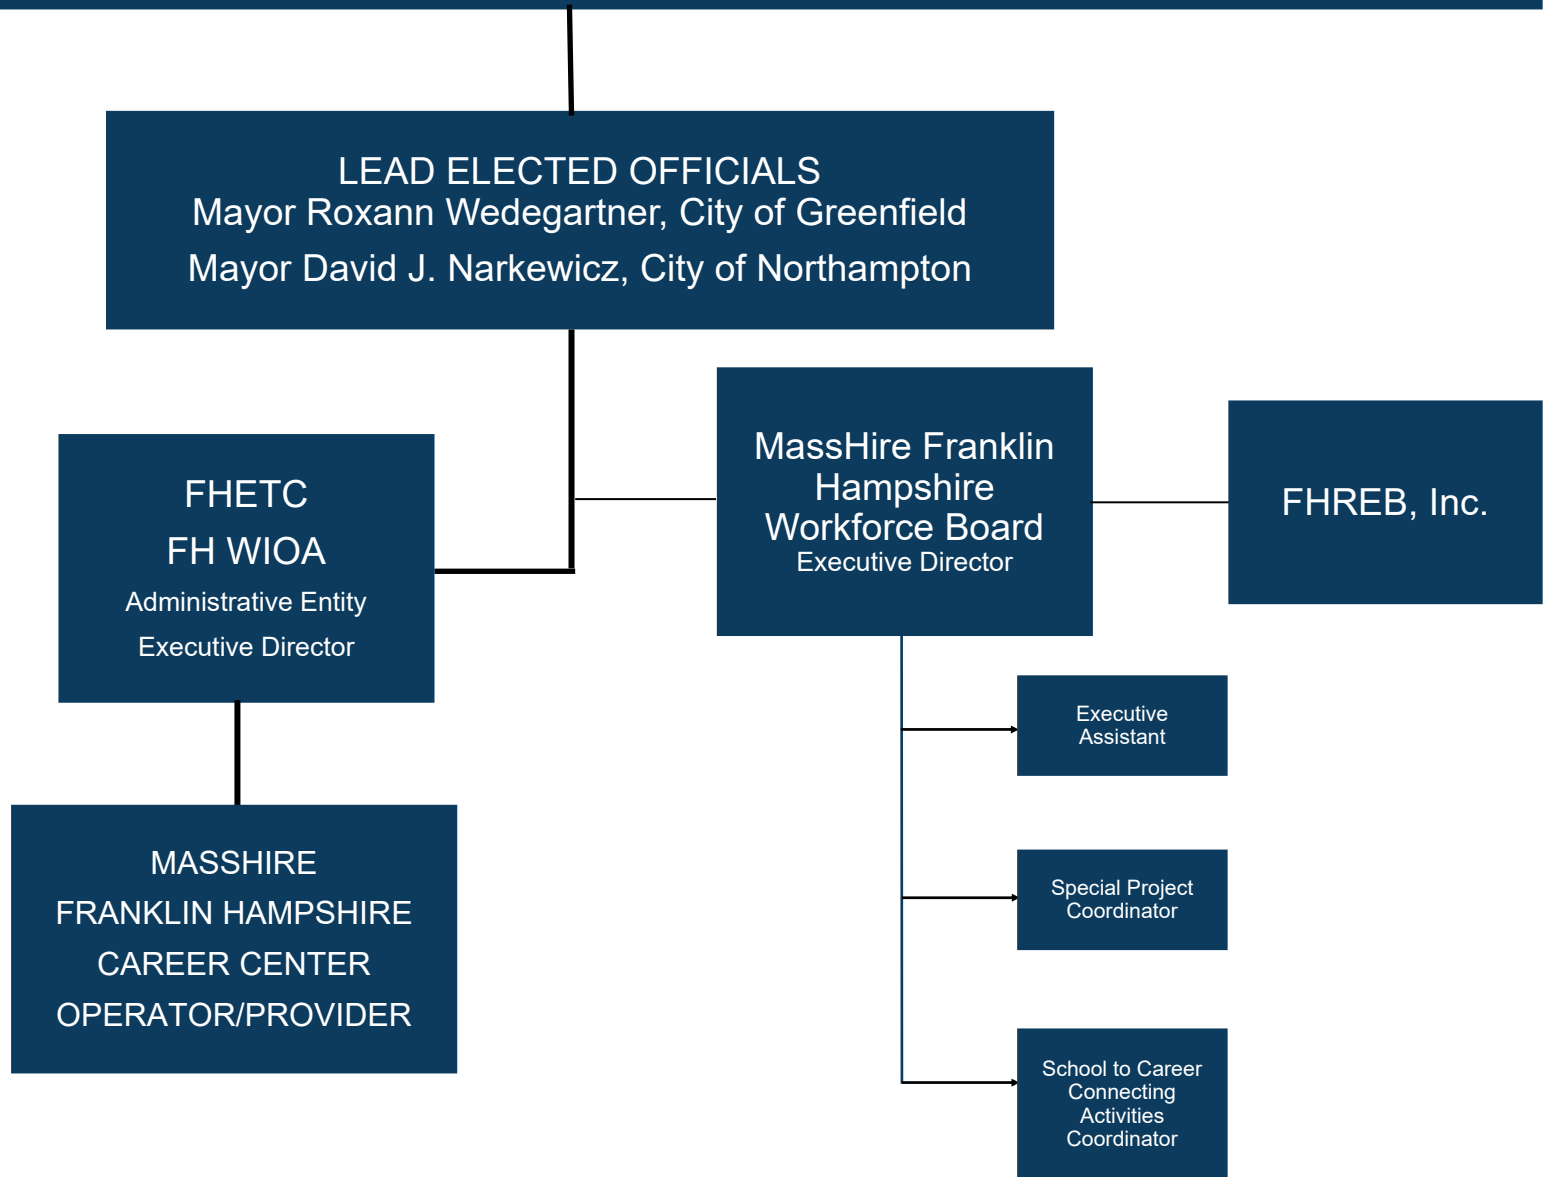 LEAD ELECTED OFFICIALS
Mayor Roxann Wedegartner, City of Greenfield
Mayor David J. Narkewicz, City of Northampton
FHETC
FH WIOA
Administrative Entity
Executive Director
MassHire Franklin
Hampshire
Workforce Board
Executive Director
FHREB, Inc.
MASSHIRE
FRANKLIN HAMPSHIRE
CAREER CENTER
OPERATOR/PROVIDER
Executive
Assistant
Special Project
Coordinator
School to Career
Connecting
Activities
Coordinator